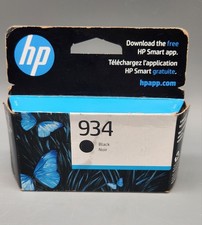 hp
Download the free
HP Smart app.
Téléchargez l'application
HP Smart gratuite.
hpapp.com
934
Black
Noir